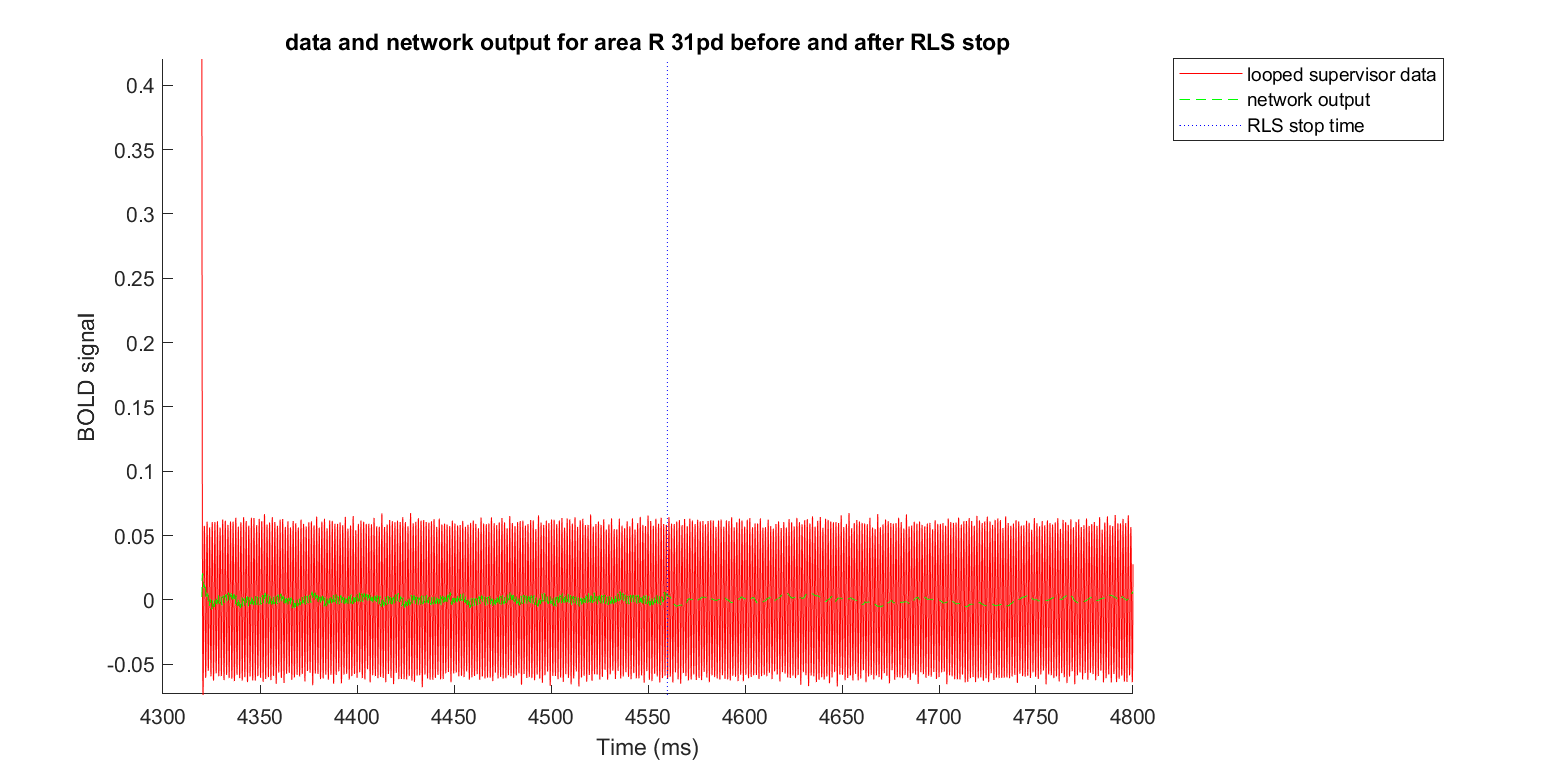 data and network output for area R 31pd before and after RLS stop
looped supervisor data
network output
RLS stop time
BOLD signal
0.4
0.35
0.3
0.25
0.2
0.15
0.1
0.05
0
-0.05
4300 4350 4400 4450 4500 4550 4600 4650 4700 4750 4800
Time (ms)